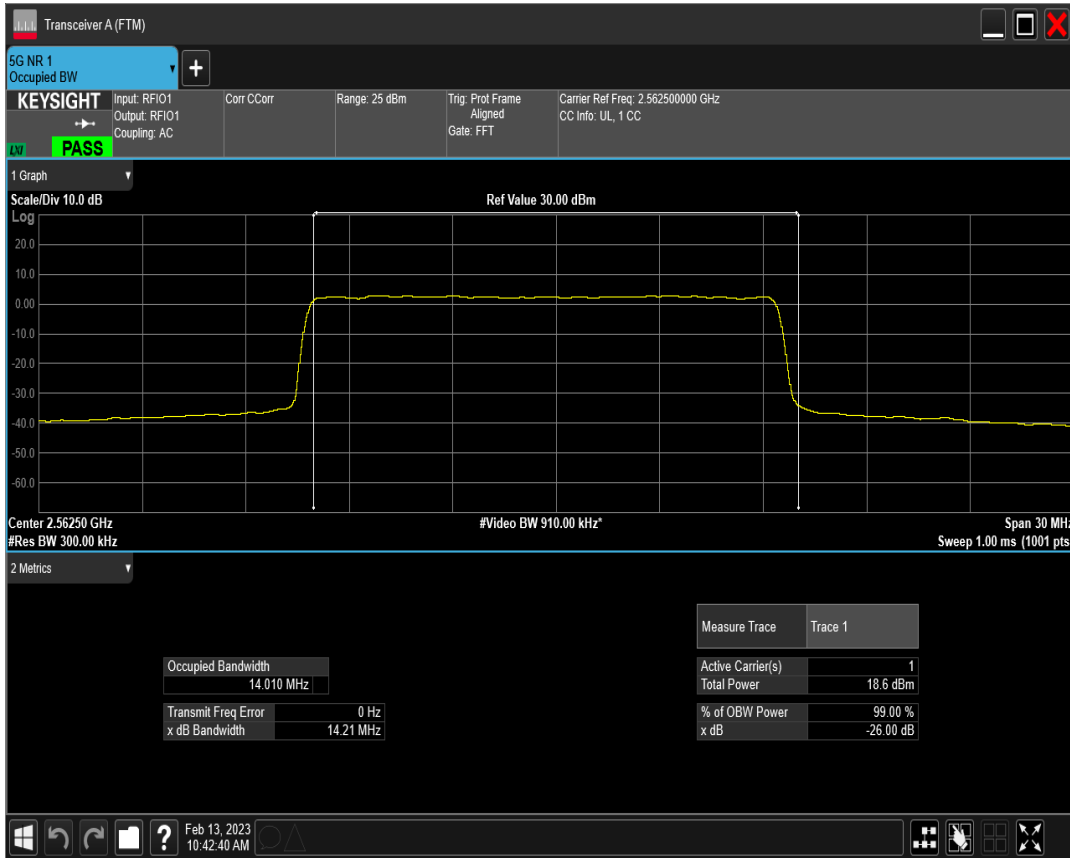 Transceiver A (FTM)
5G NR 1
Occupied BW
+
KEYSIGHT
Input: RFIO1
Output: RFIO1
Coupling: AC
LXI
PASS
Corr CCorr
Range: 25 dBm
Trig: Prot Frame
Aligned
Gate: FFT
Carrier Ref Freq: 2.562500000 GHz
CC Info: UL, 1 CC
1 Graph
Scale/Div 10.0 dB
Ref Value 30.00 dBm
Log
20.0
10.0
0.00
-10.0
-20.0
-30.0
-40.0
-50.0
-60.0
Center 2.56250 GHz
#Video BW 910.00 kHz*
Span 30 MHz
#Res BW 300.00 kHz
Sweep 1.00 ms (1001 pts
2 Metrics
Measure Trace Trace 1
Occupied Bandwidth
14.010 MHz
Active Carrier(s) 1
Total Power 18.6 dBm
Transmit Freq Error 0 Hz
x dB Bandwidth 14.21 MHz
% of OBW Power 99.00 %
x dB -26.00 dB
?
Feb 13, 2023
10:42:40 AM